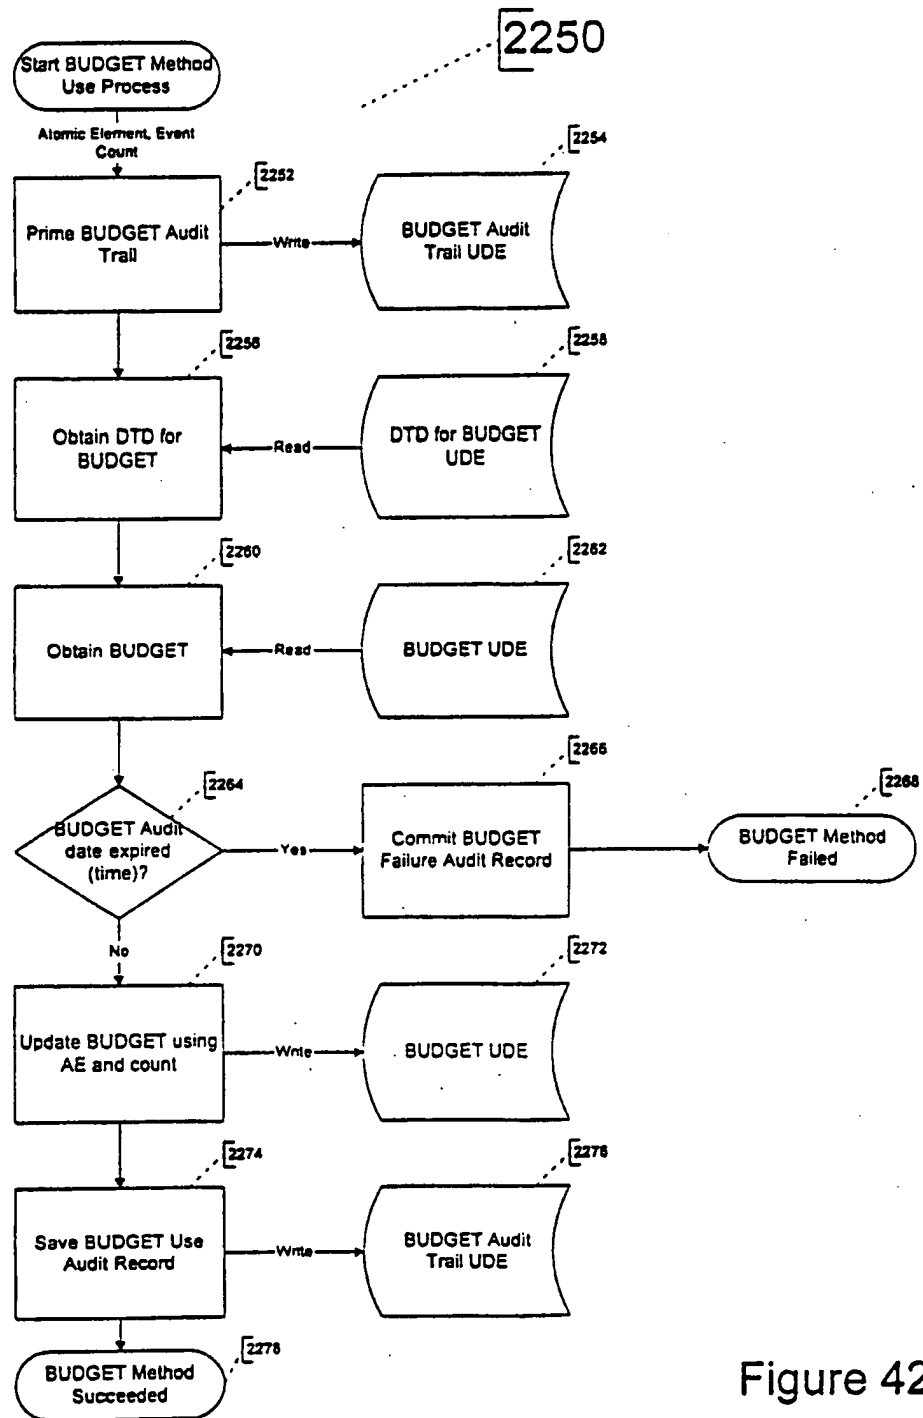 2250
Start BUDGET Method
Use Process
Atomic Element, Event
Count
2252
2254
Prime BUDGET Audit
Trail
Write
BUDGET Audit
Trail UDE
2256
2258
Obtain DTD for
BUDGET
Read
DTD for BUDGET
UDE
2260
2262
Obtain BUDGET
Read
BUDGET UDE
2264
2266
2268
BUDGET Audit
date expired
(time)?
Yes
Commit BUDGET
Failure Audit Record
BUDGET Method
Failed
No
2270
2272
Update BUDGET using
AE and count
Write
BUDGET UDE
2274
2276
Save BUDGET Use
Audit Record
Write
BUDGET Audit
Trail UDE
2278
BUDGET Method
Succeeded
Figure 42